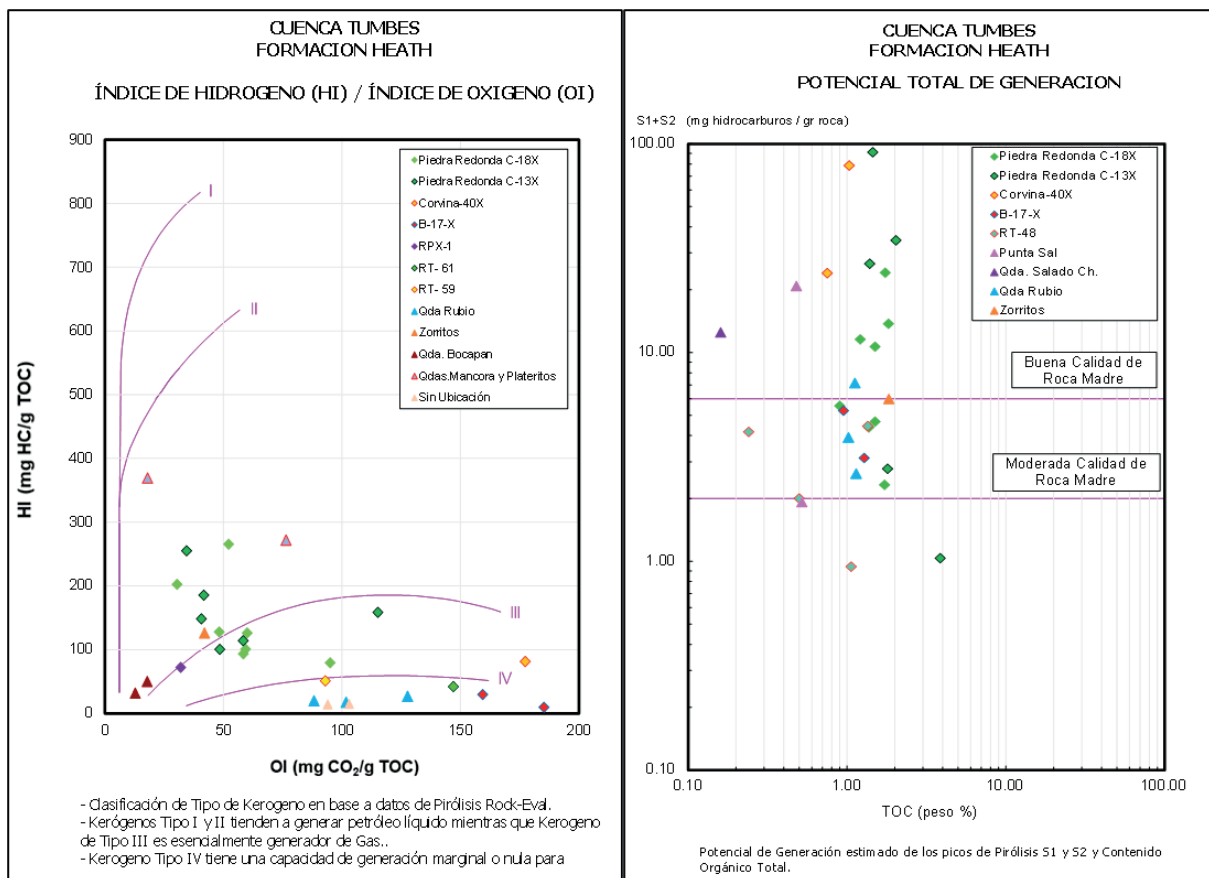 CUENCA TUMBES
FORMACION HEATH
ÍNDICE DE HIDROGENO (HI) / ÍNDICE DE OXIGENO (OI)
900
800
700
600
500
400
300
200
100
0
HI (mg HC/g TOC)
I
II
III
IV
Piedra Redonda C-18X
Piedra Redonda C-13X
Corvina-40X
B-17-X
RPX-1
RT- 61
RT- 59
Qda Rubio
Zorritos
Qda. Bocapan
Qdas.Mancora y Plateritos
Sin Ubicación
0 50 100 150 200
OI (mg CO₂/g TOC)
- Clasificación de Tipo de Kerogeno en base a datos de Pirólisis Rock-Eval.
- Kerógenos Tipo I y II tienden a generar petróleo líquido mientras que Kerogeno
de Tipo III es esencialmente generador de Gas..
- Kerogeno Tipo IV tiene una capacidad de generación marginal o nula para
CUENCA TUMBES
FORMACION HEATH
POTENCIAL TOTAL DE GENERACION
S1+S2 (mg hidrocarburos / gr roca)
100.00
10.00
1.00
0.10
Piedra Redonda C-18X
Piedra Redonda C-13X
Corvina-40X
B-17-X
RT-48
Punta Sal
Qda. Salado Ch.
Qda Rubio
Zorritos
Buena Calidad de
Roca Madre
Moderada Calidad de
Roca Madre
0.10 1.00 10.00 100.00
TOC (peso %)
Potencial de Generación estimado de los picos de Pirólisis S1 y S2 y Contenido
Orgánico Total.